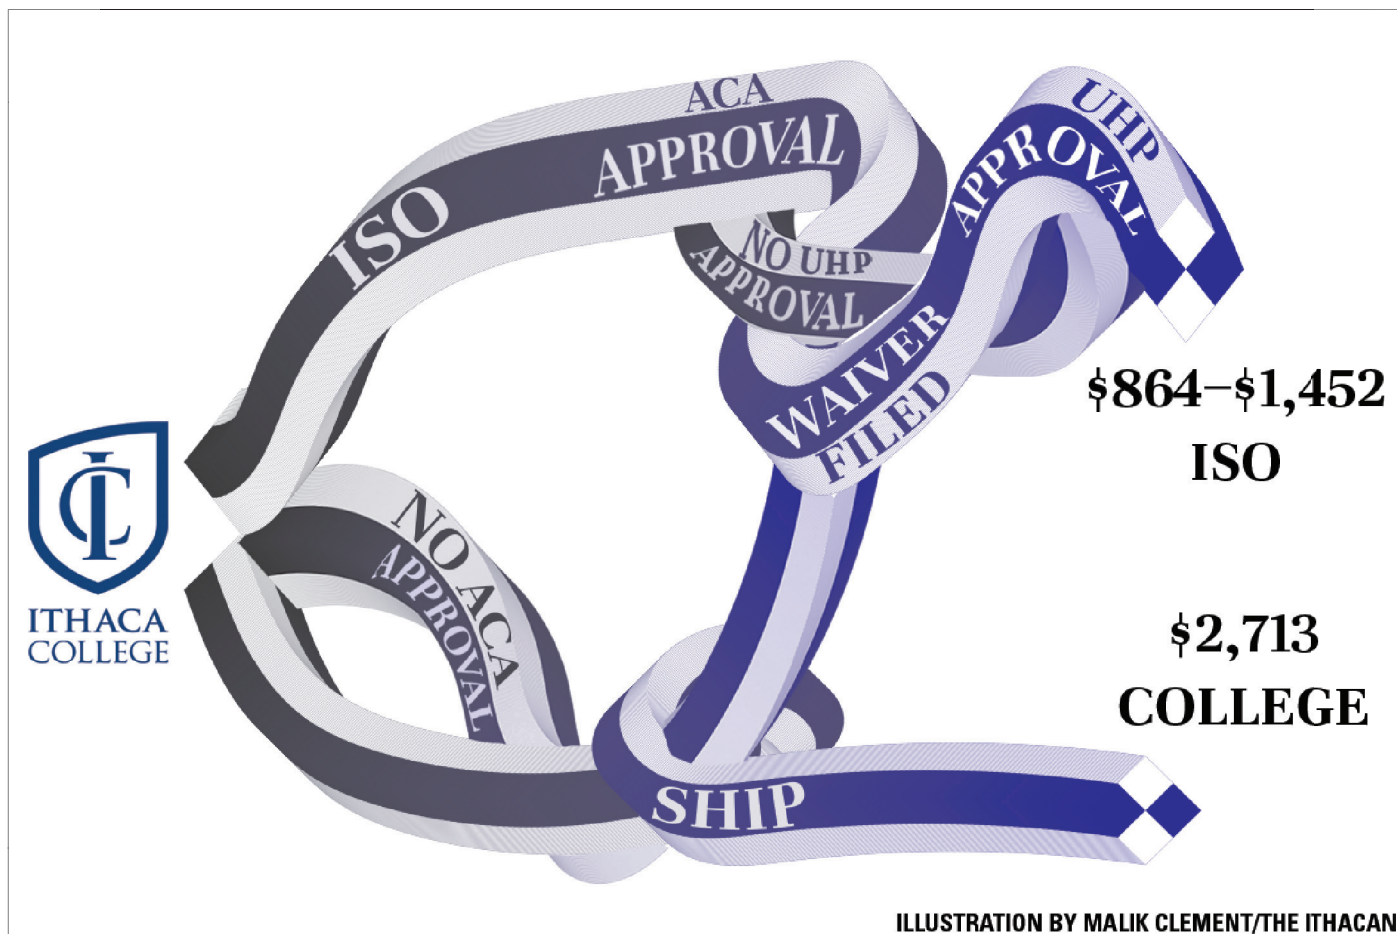 ACA
APPROVAL
ISO
NO UHP
APPROVAL
UHP
APPROVAL
WAIVER
FILED
$864–$1,452
ISO
IC
ITHACA
COLLEGE
NO ACA
APPROVAL
$2,713
COLLEGE
SHIP
ILLUSTRATION BY MALIK CLEMENT/THE ITHACAN